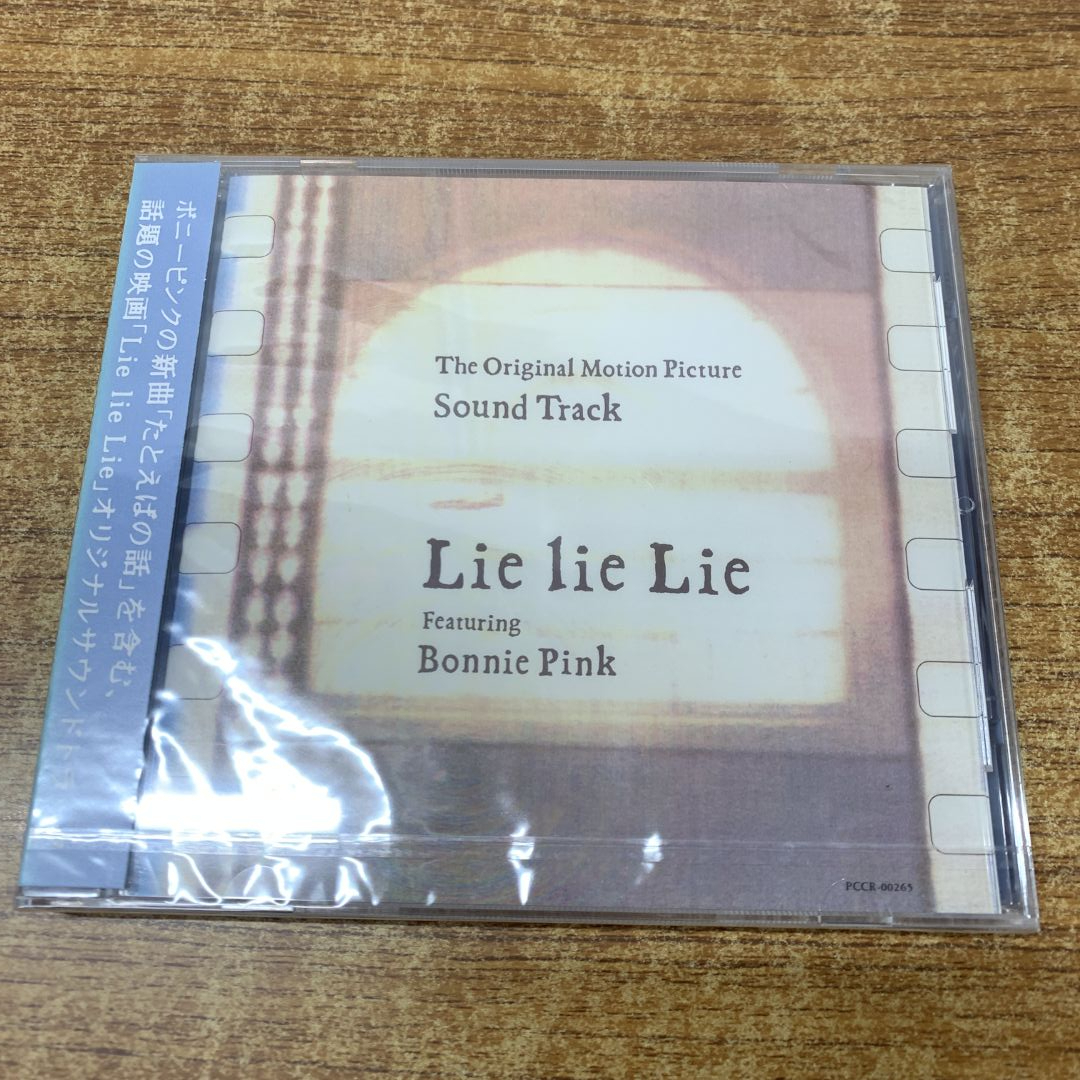 ボニーピンクの新曲「たとえばの話」を含む、
話題の映画「Lie lie Lie」オリジナルサウンドトラ
The Original Motion Picture
Sound Track
Lie lie Lie
Featuring
Bonnie Pink
PCCR-00265